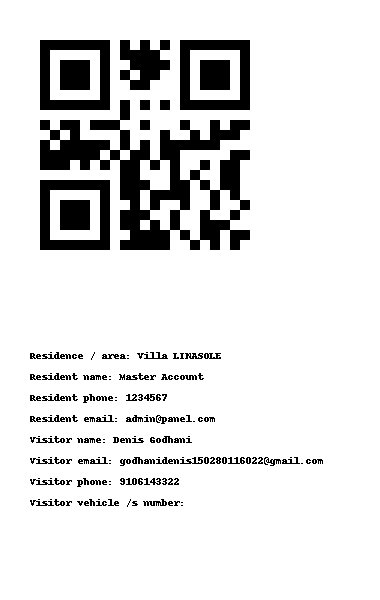 Residence / area: Villa LINASOLE
Resident name: Master Account
Resident phone: 1234567
Resident email: admin@panel.com
Visitor name: Denis Godhani
Visitor email: godhanidenis150280116022@gmail.com
Visitor phone: 9106143322
Visitor vehicle /s number: